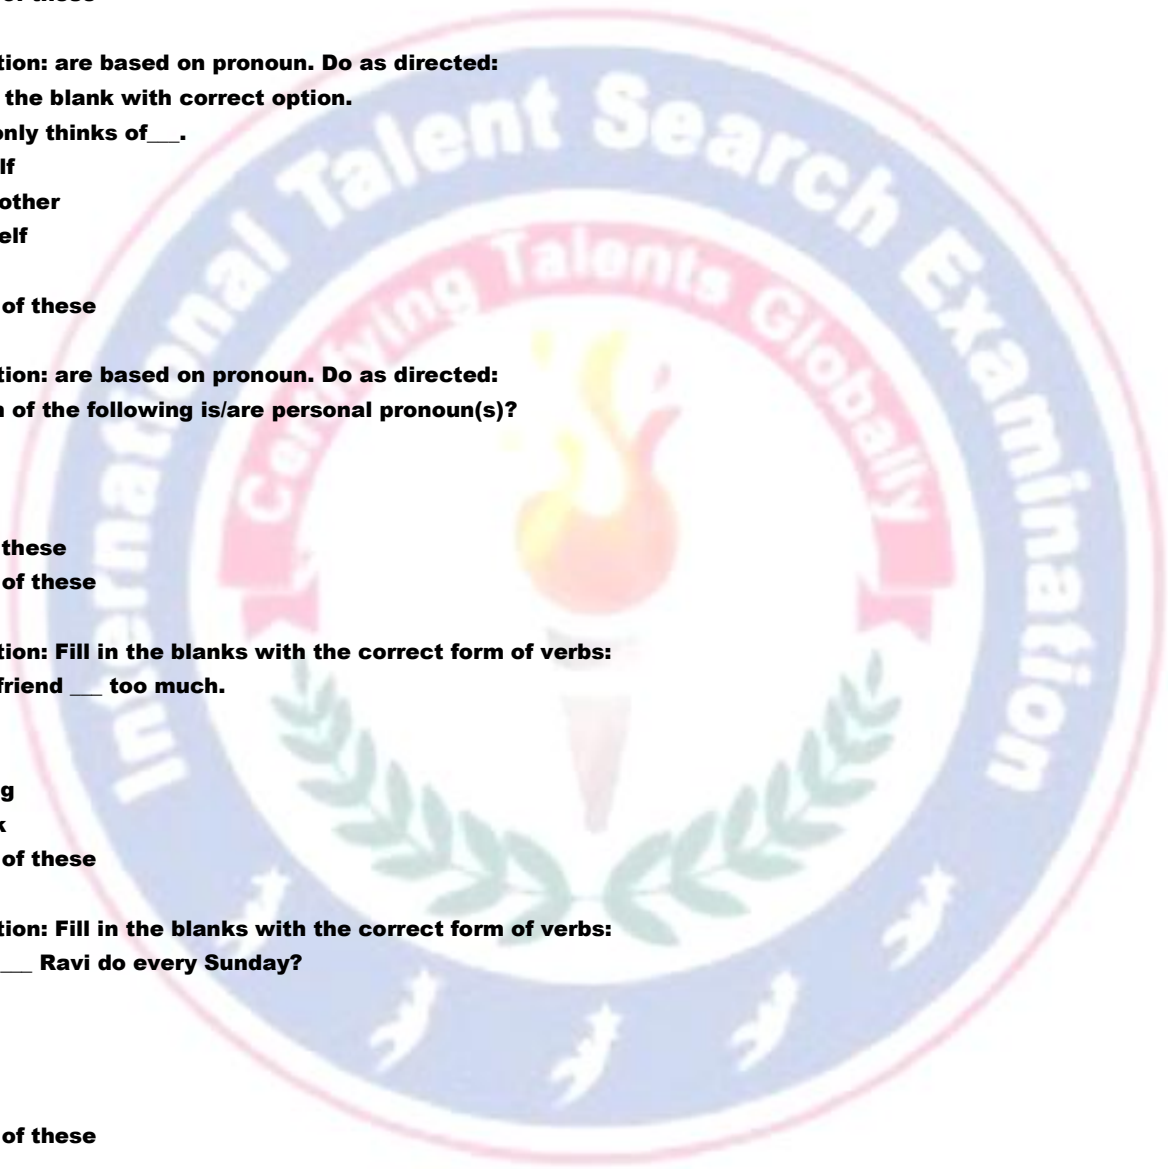 of these
tion: are based on pronoun. Do as directed:
the blank with correct option.
only thinks of___.
lf
other
elf
of these
tion: are based on pronoun. Do as directed:
n of the following is/are personal pronoun(s)?
these
of these
tion: Fill in the blanks with the correct form of verbs:
friend ___ too much.
g
k
of these
tion: Fill in the blanks with the correct form of verbs:
___ Ravi do every Sunday?
of these
International Talent Search Examination
Certifying Talents Globally